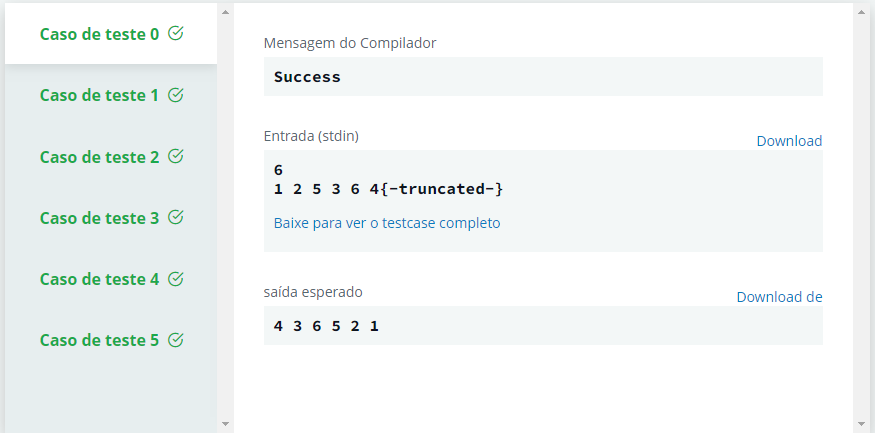 Caso de teste 0
Caso de teste 1
Caso de teste 2
Caso de teste 3
Caso de teste 4
Caso de teste 5
Mensagem do Compilador
Success
Entrada (stdin)
Download
6
1 2 5 3 6 4{-truncated-}
Baixe para ver o testcase completo
saída esperado
Download de
4 3 6 5 2 1